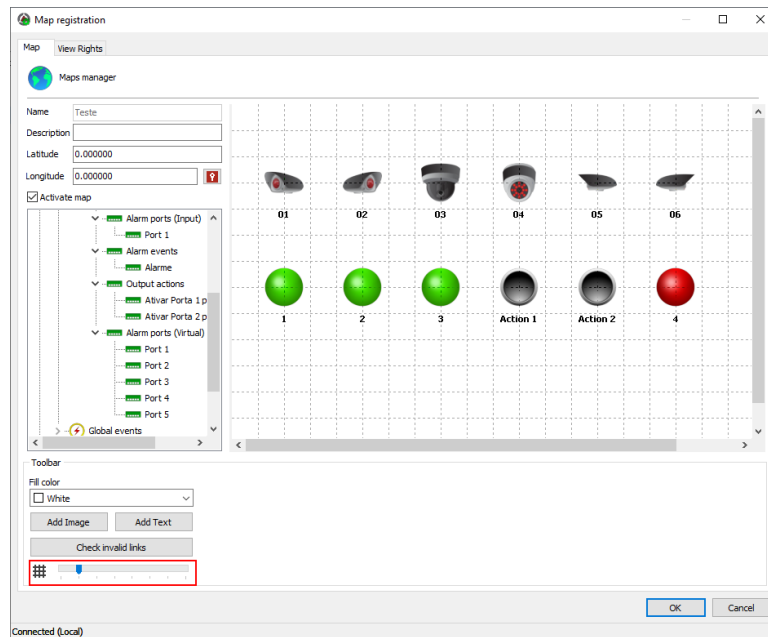 Map registration
Map View Rights
Maps manager
Name Teste
Description
Latitude 0.000000
Longitude 0.000000
Activate map
Alarm ports (Input)
Port 1
Alarm events
Alarme
Output actions
Ativar Porta 1 p
Ativar Porta 2 p
Alarm ports (Virtual)
Port 1
Port 2
Port 3
Port 4
Port 5
Global events
01 02 03 04 05 06
1 2 3 Action 1 Action 2 4
Toolbar
Fill color
White
Add Image Add Text
Check invalid links
OK Cancel
Connected (Local)